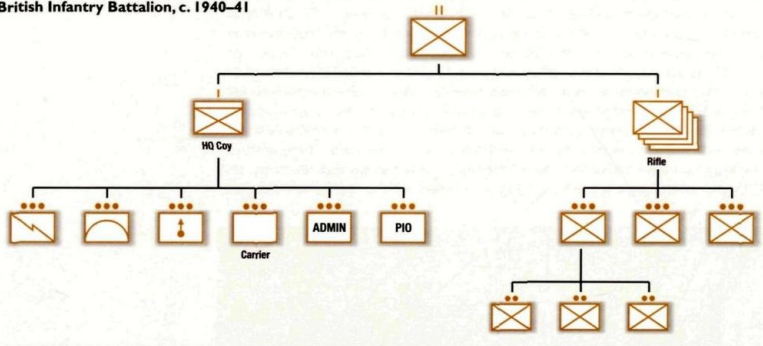 British Infantry Battalion, c. 1940–41
HQ Coy
Rifle
ADMIN
PIO
Carrier